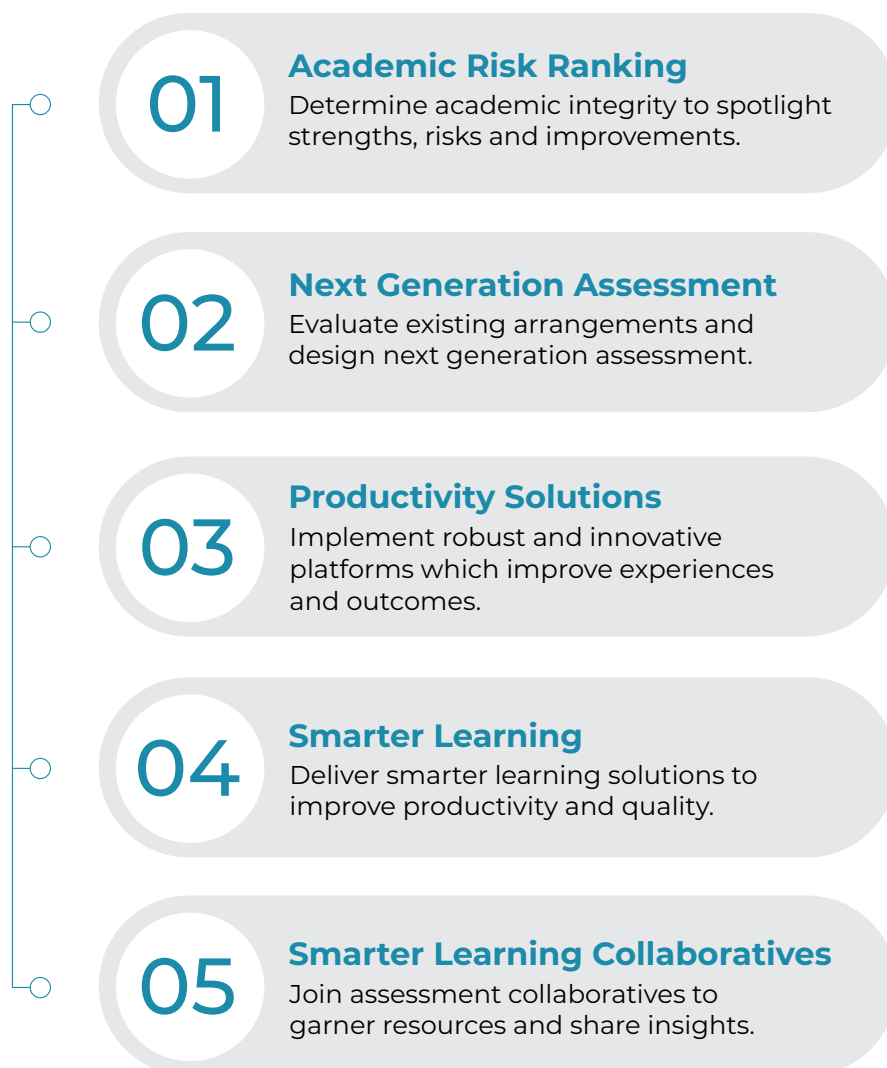 01
Academic Risk Ranking
Determine academic integrity to spotlight
strengths, risks and improvements.
02
Next Generation Assessment
Evaluate existing arrangements and
design next generation assessment.
03
Productivity Solutions
Implement robust and innovative
platforms which improve experiences
and outcomes.
04
Smarter Learning
Deliver smarter learning solutions to
improve productivity and quality.
05
Smarter Learning Collaboratives
Join assessment collaboratives to
garner resources and share insights.